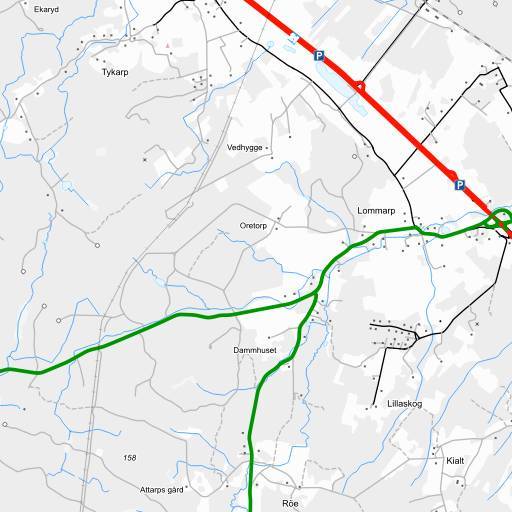 Ekaryd
P
Tykarp
Vedhygge
P
Lommarp
Oretorp
Dammhuset
Lillaskog
158
Kialt
Attarps gård
Röe